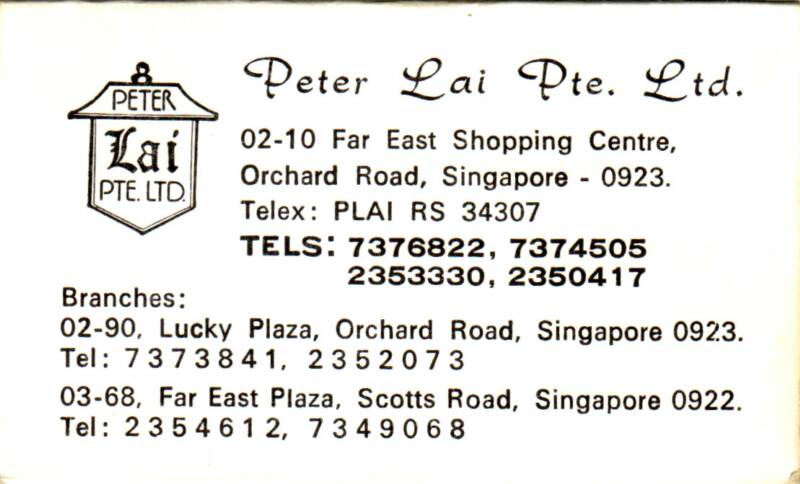 PETER
Lai
PTE. LTD.
Peter Lai Pte. Ltd.
02-10 Far East Shopping Centre,
Orchard Road, Singapore - 0923.
Telex: PLAI RS 34307
TELS: 7376822, 7374505
2353330, 2350417
Branches:
02-90, Lucky Plaza, Orchard Road, Singapore 0923.
Tel: 7373841, 2352073
03-68, Far East Plaza, Scotts Road, Singapore 0922.
Tel: 2354612, 7349068